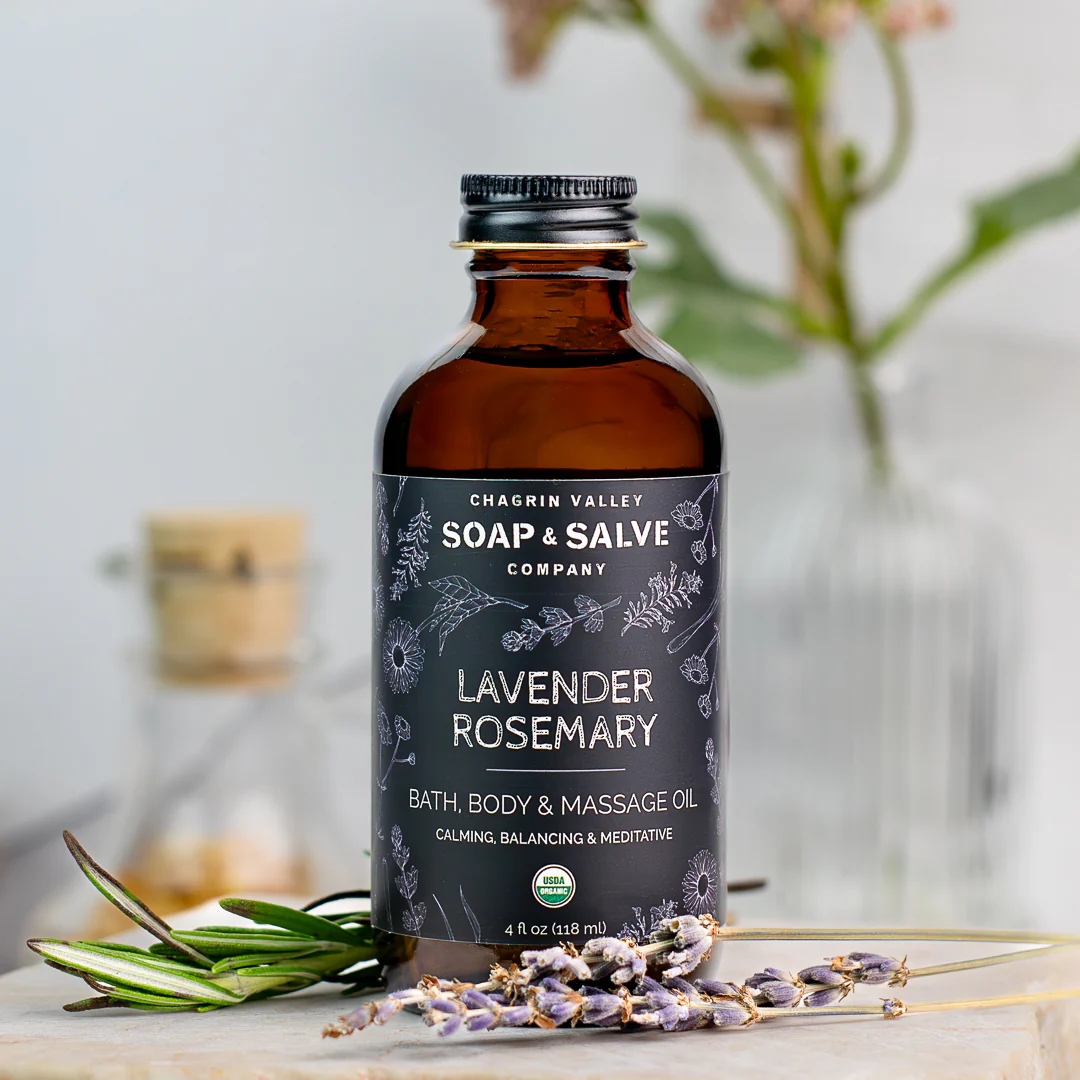 CHAGRIN VALLEY
SOAP & SALVE
COMPANY
LAVENDER
ROSEMARY
BATH, BODY & MASSAGE OIL
CALMING, BALANCING & MEDITATIVE
USDA
ORGANIC
4 fl oz (118 ml)